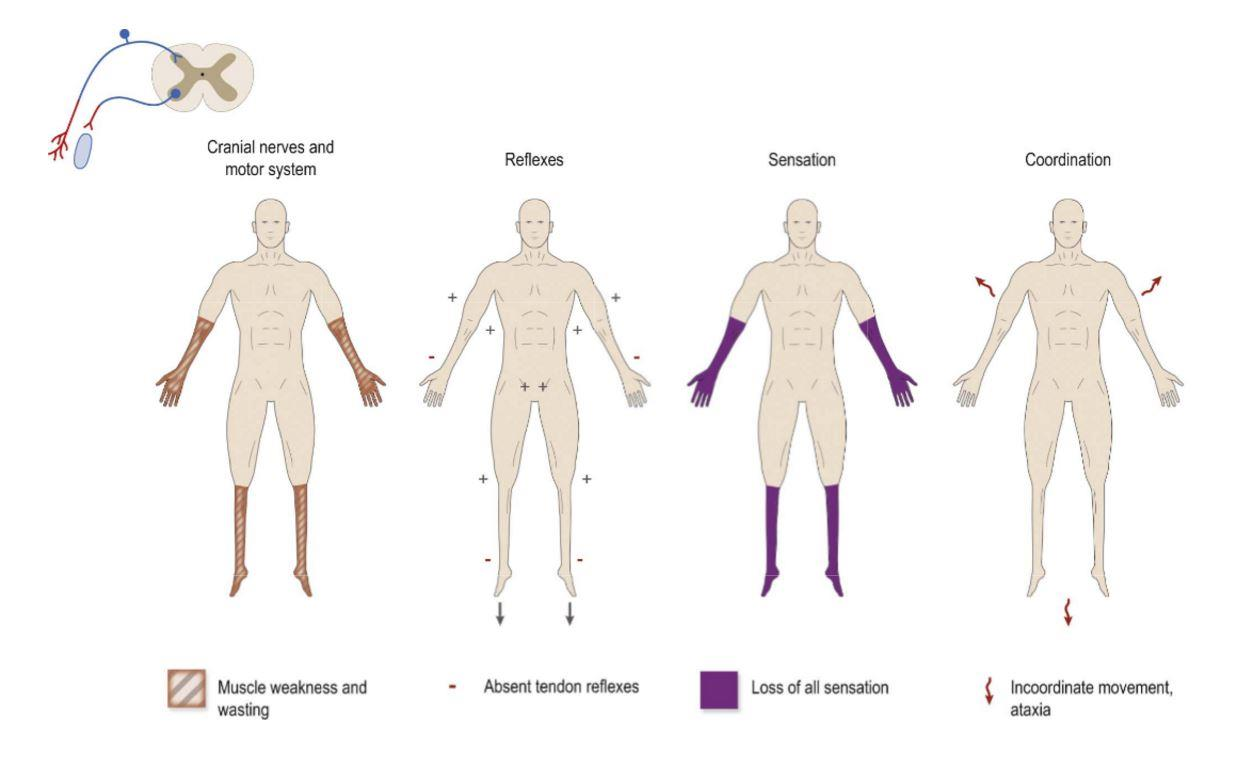 Cranial nerves and
motor system
Reflexes
Sensation
Coordination
+ +
+ +
- -
+ +
+ +
- -
Muscle weakness and
wasting
- Absent tendon reflexes
Loss of all sensation
Incoordinate movement,
ataxia